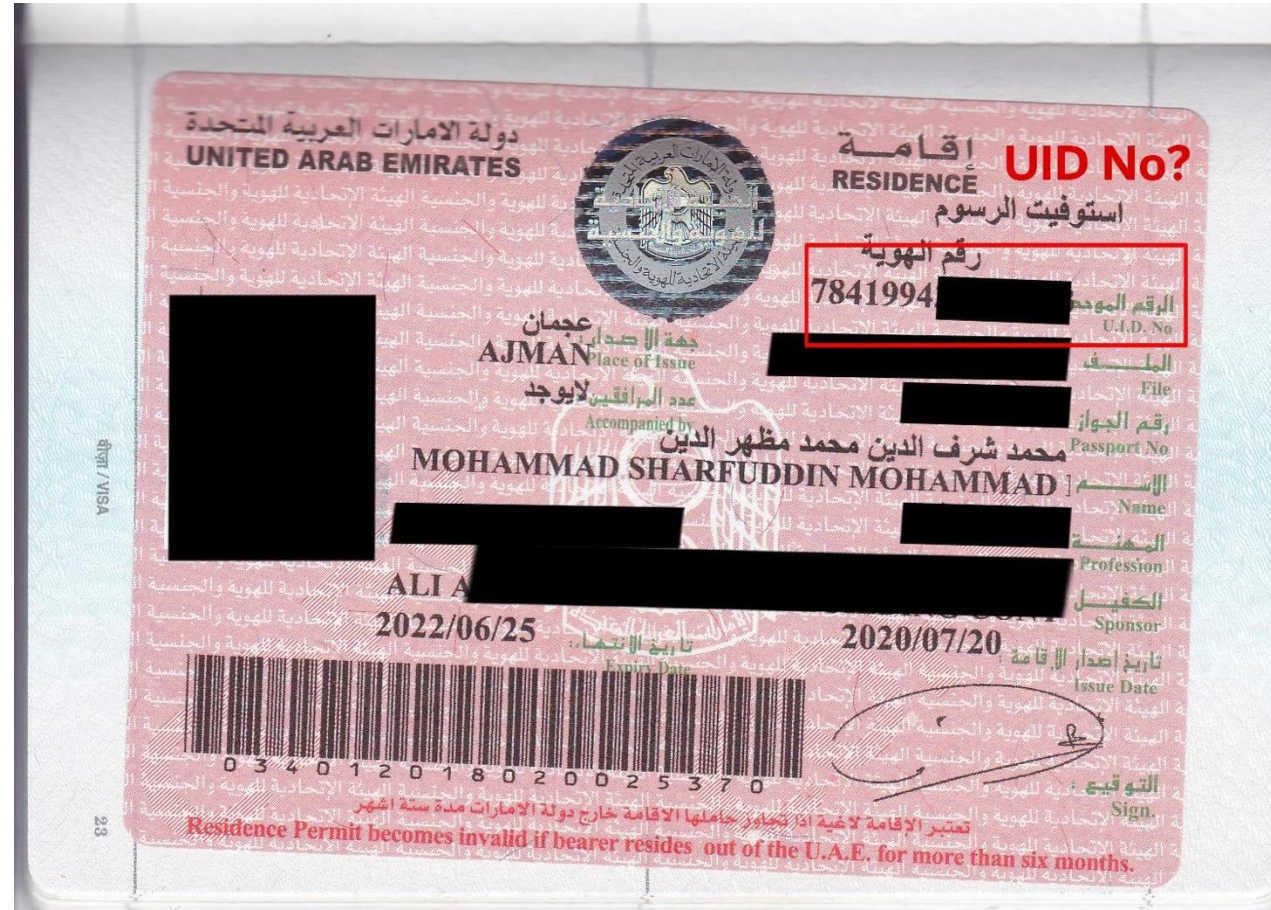 دولة الامارات العربية المتحدة
UNITED ARAB EMIRATES
إقامة
RESIDENCE
UID No?
استوفيت الرسوم
رقم الهوية
7841994
الرقم الموحد
U.I.D. No
عجمان
جهة الإصدار
AJMAN
Place of Issue
الملف
File
لايوجد
عدد المرافقين
Accompanied by
رقم الجواز
Passport No
محمد شرف الدين محمد مظهر الدين
MOHAMMAD SHARFUDDIN MOHAMMAD
الإسم
Name
المهنة
Profession
ALI A
الكفيل
Sponsor
2022/06/25
تاريخ الإنتهاء:
Expiry Date
2020/07/20
تاريخ اصدار الإقامة :
Issue Date
034012018020025370
التوقيع :
Sign.
تعتبر الإقامة لاغية اذا تجاوز حاملها الاقامة خارج دولة الامارات مدة ستة اشهر
Residence Permit becomes invalid if bearer resides out of the U.A.E. for more than six months.
वीज़ा / VISA
23